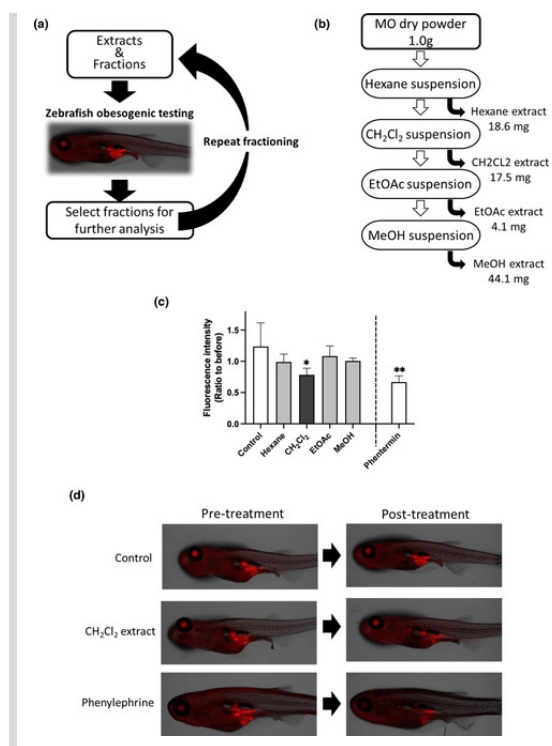 (a)
Extracts
&
Fractions
Zebrafish obesogenic testing
Repeat fractioning
Select fractions for
further analysis
(b)
MO dry powder
1.0g
Hexane suspension
Hexane extract
18.6 mg
CH₂Cl₂ suspension
CH2CL2 extract
17.5 mg
EtOAc suspension
EtOAc extract
4.1 mg
MeOH suspension
MeOH extract
44.1 mg
(c)
Fluorescence intensity
(Ratio to before)
1.5
1.0
0.5
0.0
*
**
Control
Hexane
CH₂Cl₂
EtOAc
MeOH
Phentermin
(d)
Pre-treatment
Post-treatment
Control
CH₂Cl₂ extract
Phenylephrine